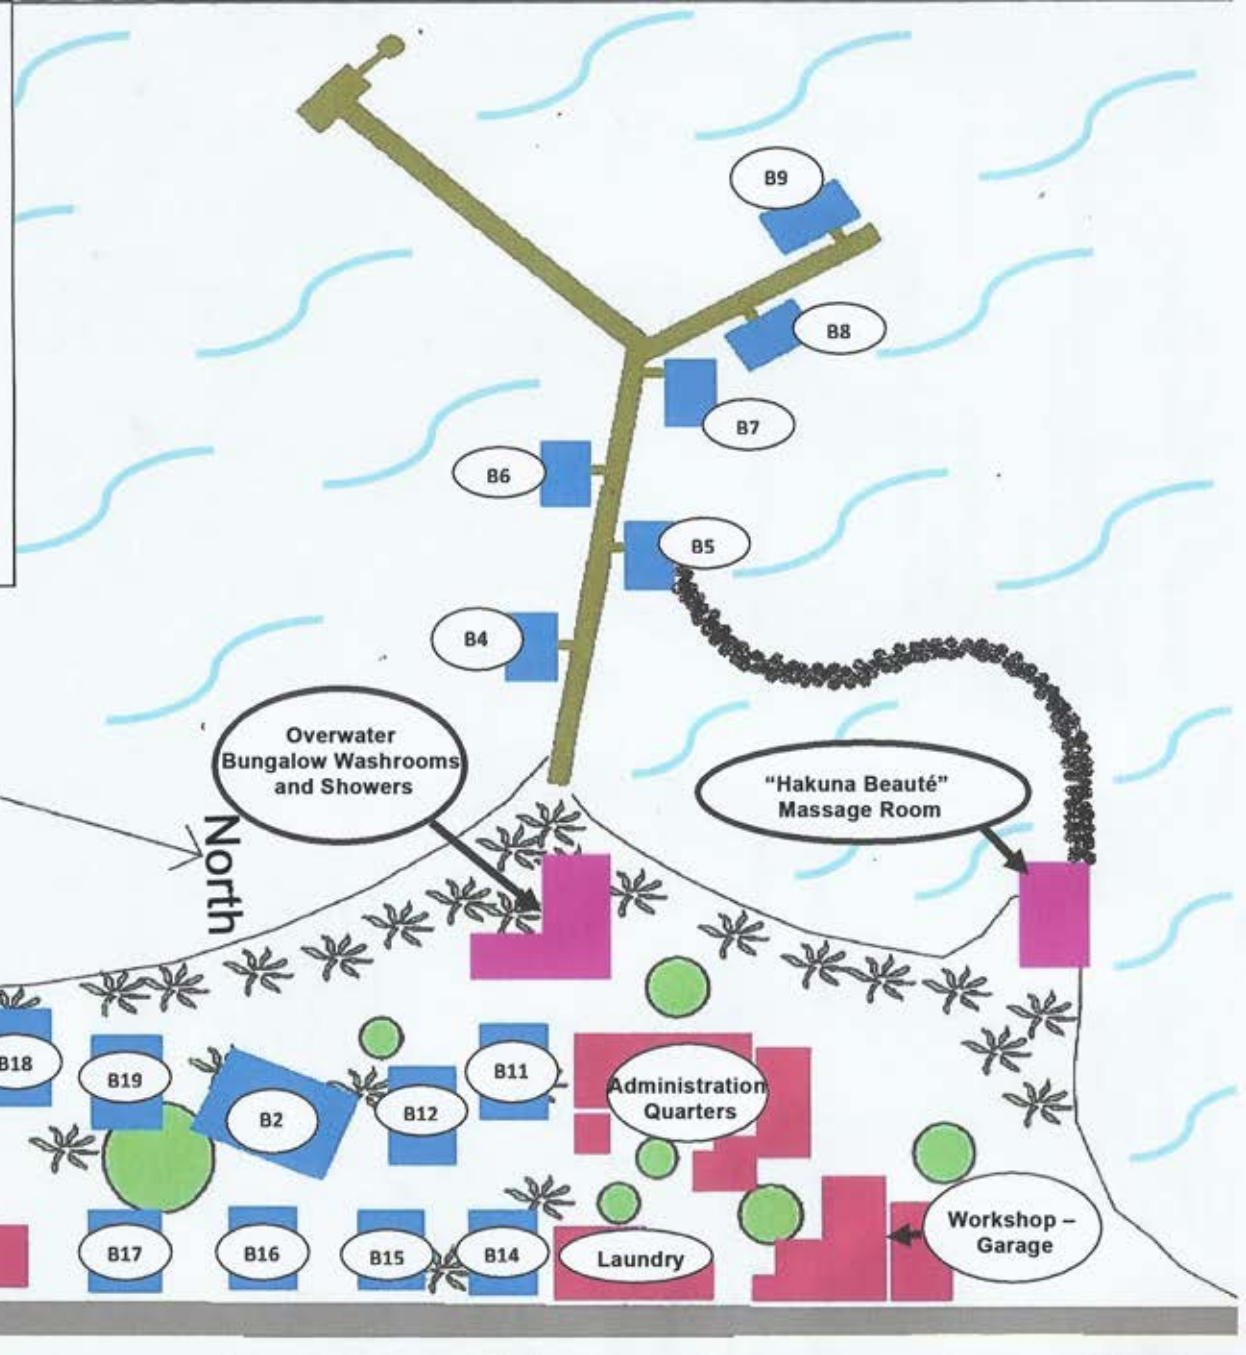 B9
B8
B7
B6
B5
B4
Overwater
Bungalow Washrooms
and Showers
“Hakuna Beauté”
Massage Room
North
B18
B19
B2
B12
B11
Administration
Quarters
B17
B16
B15
B14
Laundry
Workshop –
Garage